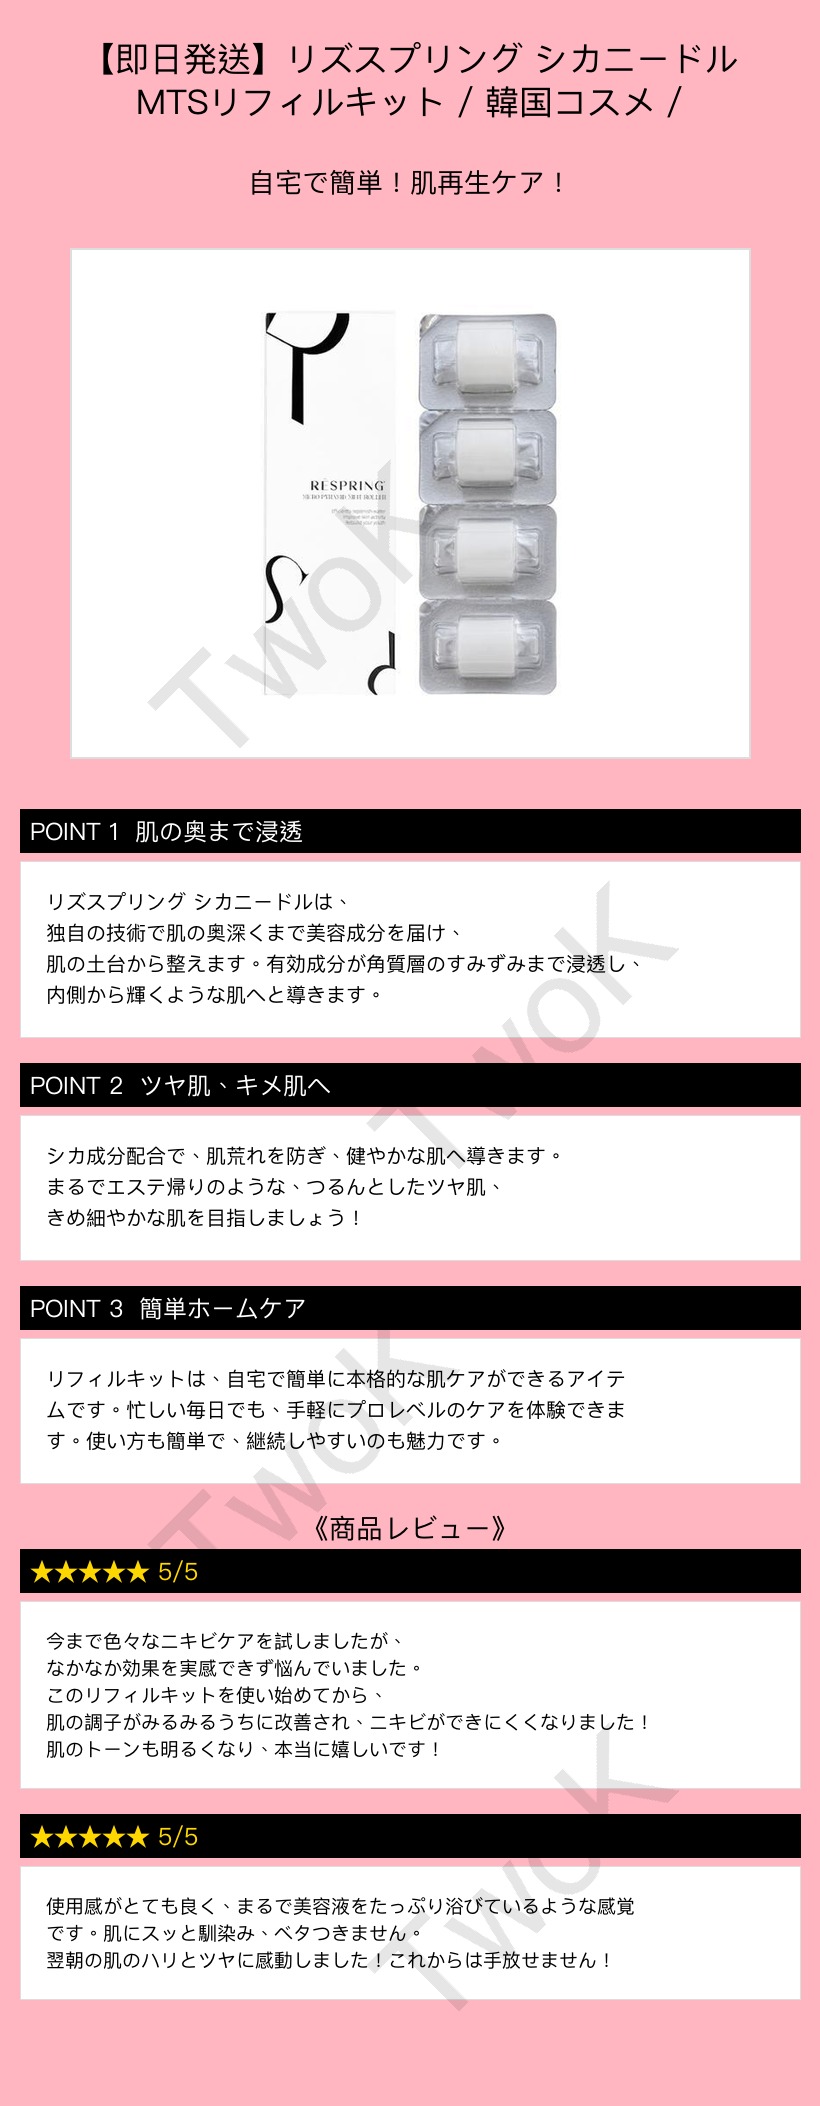 【即日発送】リズスプリング シカニードル
MTSリフィルキット / 韓国コスメ /
自宅で簡単！肌再生ケア！
RE SPRING
MICRO PYRAMID MHT ROLLER
TwoK
POINT 1 肌の奥まで浸透
リズスプリング シカニードルは、
独自の技術で肌の奥深くまで美容成分を届け、
肌の土台から整えます。有効成分が角質層のすみずみまで浸透し、
内側から輝くような肌へと導きます。
TwoK
POINT 2 ツヤ肌、キメ肌へ
シカ成分配合で、肌荒れを防ぎ、健やかな肌へ導きます。
まるでエステ帰りのような、つるんとしたツヤ肌、
きめ細やかな肌を目指しましょう！
POINT 3 簡単ホームケア
リフィルキットは、自宅で簡単に本格的な肌ケアができるアイテ
ムです。忙しい毎日でも、手軽にプロレベルのケアを体験できま
す。使い方も簡単で、継続しやすいのも魅力です。
TwoK
《商品レビュー》
★★★★★ 5/5
今まで色々なニキビケアを試しましたが、
なかなか効果を実感できず悩んでいました。
このリフィルキットを使い始めてから、
肌の調子がみるみるうちに改善され、ニキビができにくくなりました！
肌のトーンも明るくなり、本当に嬉しいです！
★★★★★ 5/5
使用感がとても良く、まるで美容液をたっぷり浴びているような感覚
です。肌にスッと馴染み、ベタつきません。
翌朝の肌のハリとツヤに感動しました！これからは手放せません！
TwoK